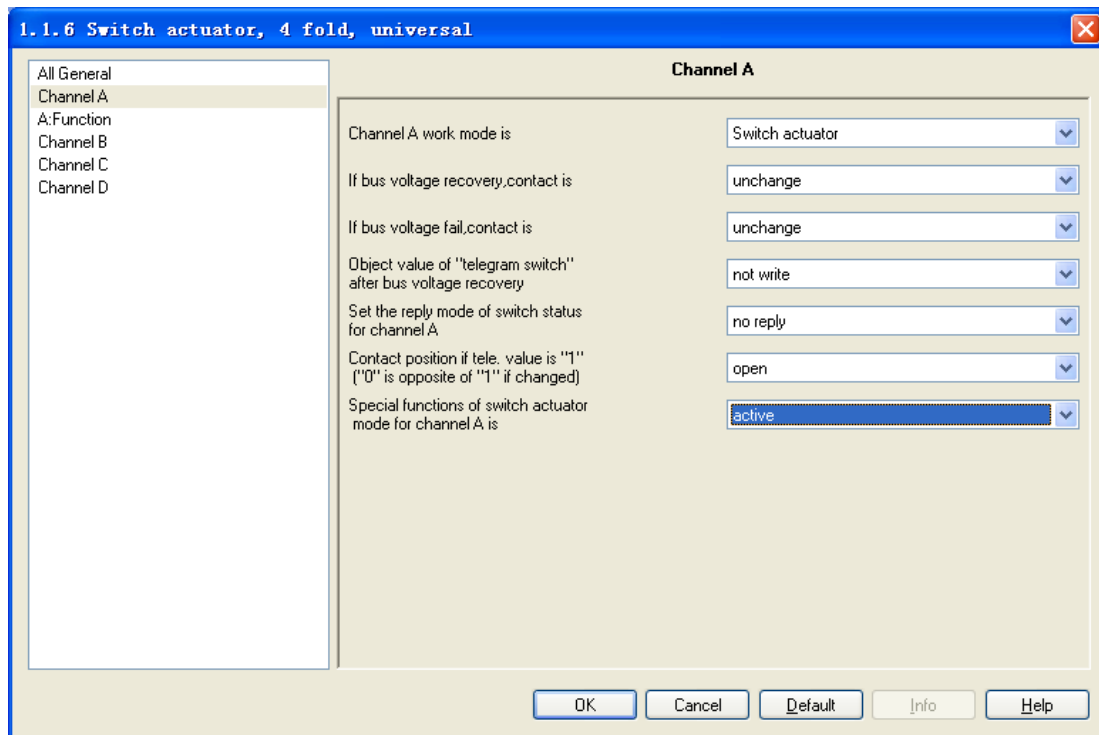 1.1.6 Switch actuator, 4 fold, universal
All General
Channel A
A:Function
Channel B
Channel C
Channel D
Channel A
Channel A work mode is
Switch actuator
If bus voltage recovery,contact is
unchange
If bus voltage fail,contact is
unchange
Object value of "telegram switch"
after bus voltage recovery
not write
Set the reply mode of switch status
for channel A
no reply
Contact position if tele. value is "1"
("0" is opposite of "1" if changed)
open
Special functions of switch actuator
mode for channel A is
active
OK
Cancel
Default
Info
Help